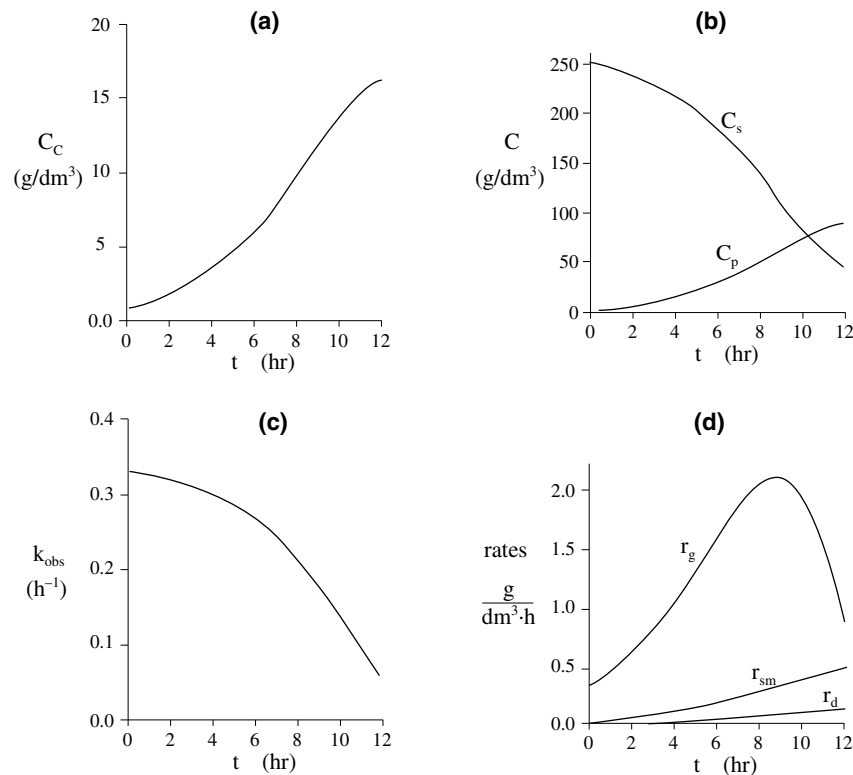 (a)
20
15
10
5
0.0
C_C
(g/dm³)
0 2 4 6 8 10 12
t (hr)
(b)
250
200
150
100
50
0
C
(g/dm³)
C_s
C_p
0 2 4 6 8 10 12
t (hr)
(c)
0.4
0.3
0.2
0.1
0.0
k_obs
(h⁻¹)
0 2 4 6 8 10 12
t (hr)
(d)
2.0
1.5
1.0
0.5
0.0
rates
g
dm³·h
r_g
r_sm
r_d
0 2 4 6 8 10 12
t (hr)